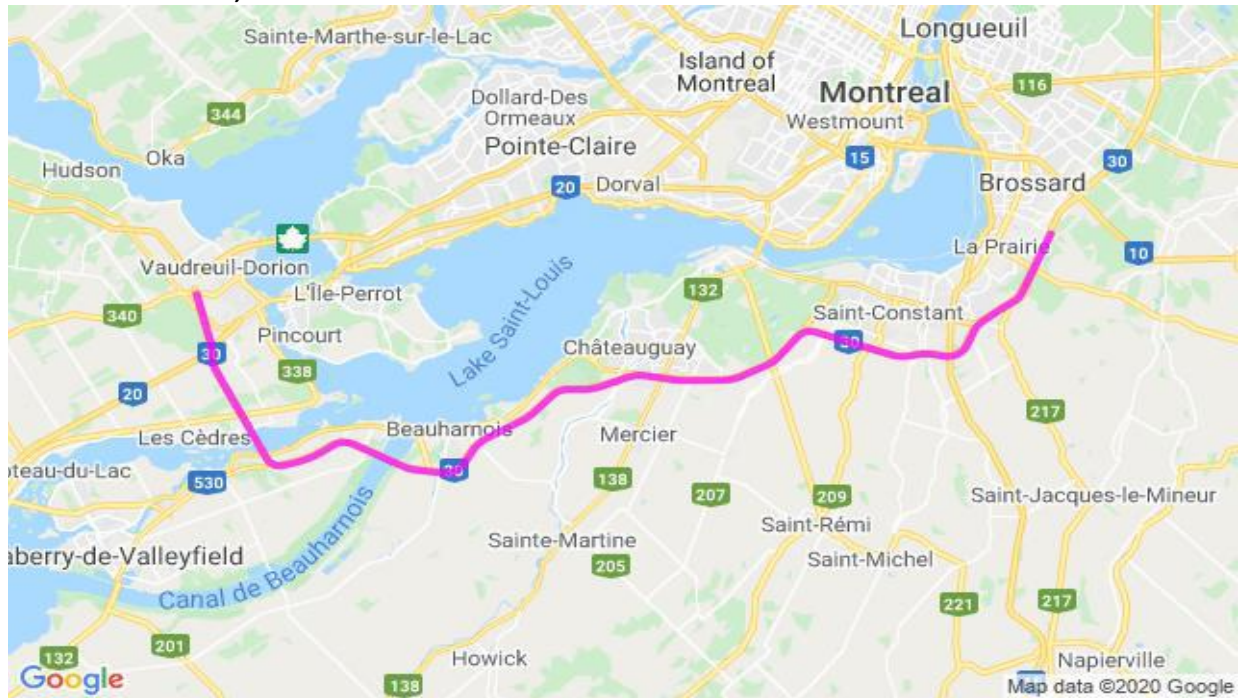 Sainte-Marthe-sur-le-Lac
Longueuil
Island of
Montreal
116
344
Dollard-Des
Ormeaux
Montreal
Westmount
Pointe-Claire
15
30
Hudson
Oka
20
Dorval
Brossard
La Prairie
10
Vaudreuil-Dorion
L'Île-Perrot
132
340
Pincourt
Lake Saint-Louis
Saint-Constant
30
338
Châteauguay
30
20
217
Les Cèdres
Beauharnois
Mercier
oteau-du-Lac
530
30
138
207
209
Saint-Jacques-le-Mineur
Saint-Rémi
aberry-de-Valleyfield
Canal de Beauharnois
Sainte-Martine
205
Saint-Michel
221
217
201
132
Howick
138
Napierville
Google
Map data ©2020 Google